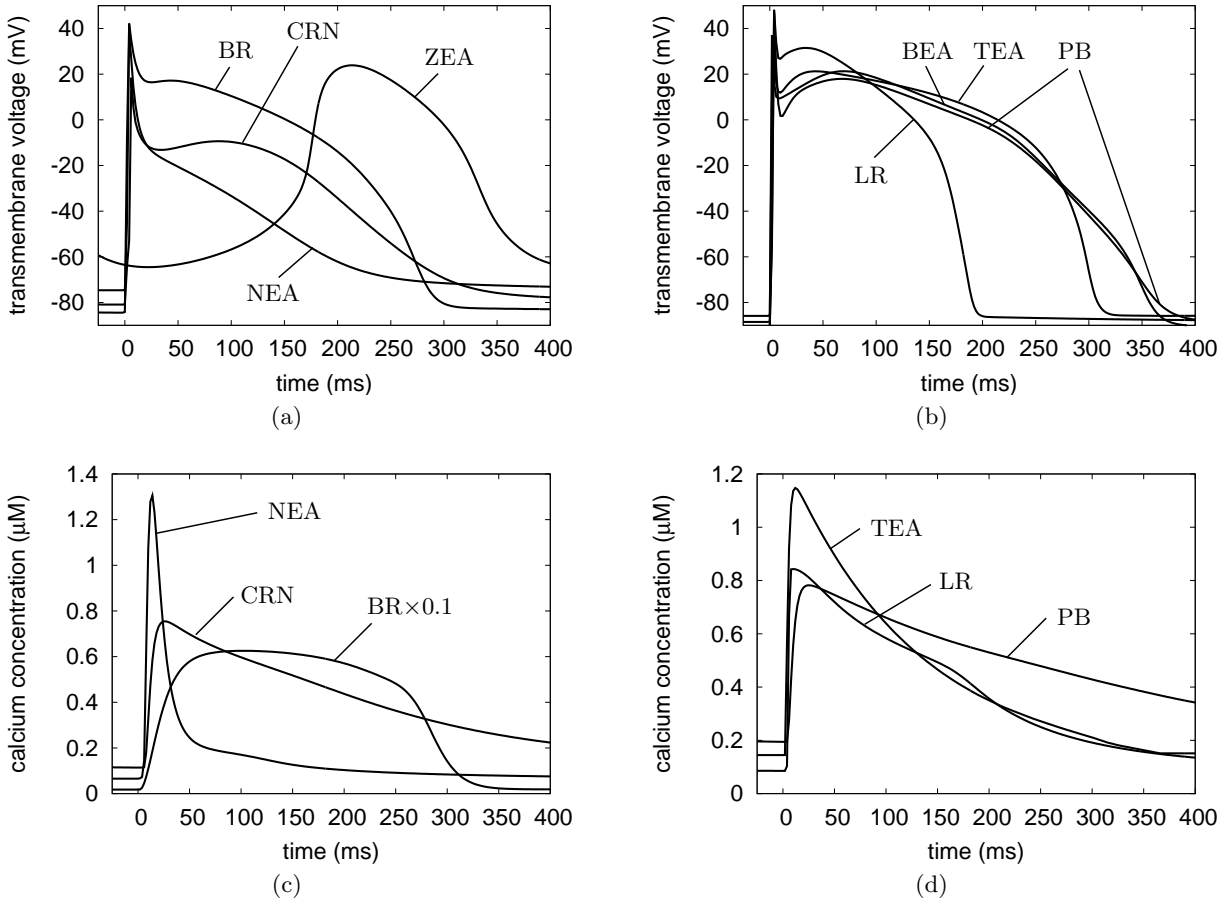 transmembrane voltage (mV)
40
20
0
-20
-40
-60
-80
BR
CRN
ZEA
NEA
0 50 100 150 200 250 300 350 400
time (ms)
(a)
transmembrane voltage (mV)
40
20
0
-20
-40
-60
-80
BEA
TEA
PB
LR
0 50 100 150 200 250 300 350 400
time (ms)
(b)
calcium concentration (μM)
1.4
1.2
1
0.8
0.6
0.4
0.2
0
NEA
CRN
BR×0.1
0 50 100 150 200 250 300 350 400
time (ms)
(c)
calcium concentration (μM)
1.2
1
0.8
0.6
0.4
0.2
0
TEA
LR
PB
0 50 100 150 200 250 300 350 400
time (ms)
(d)